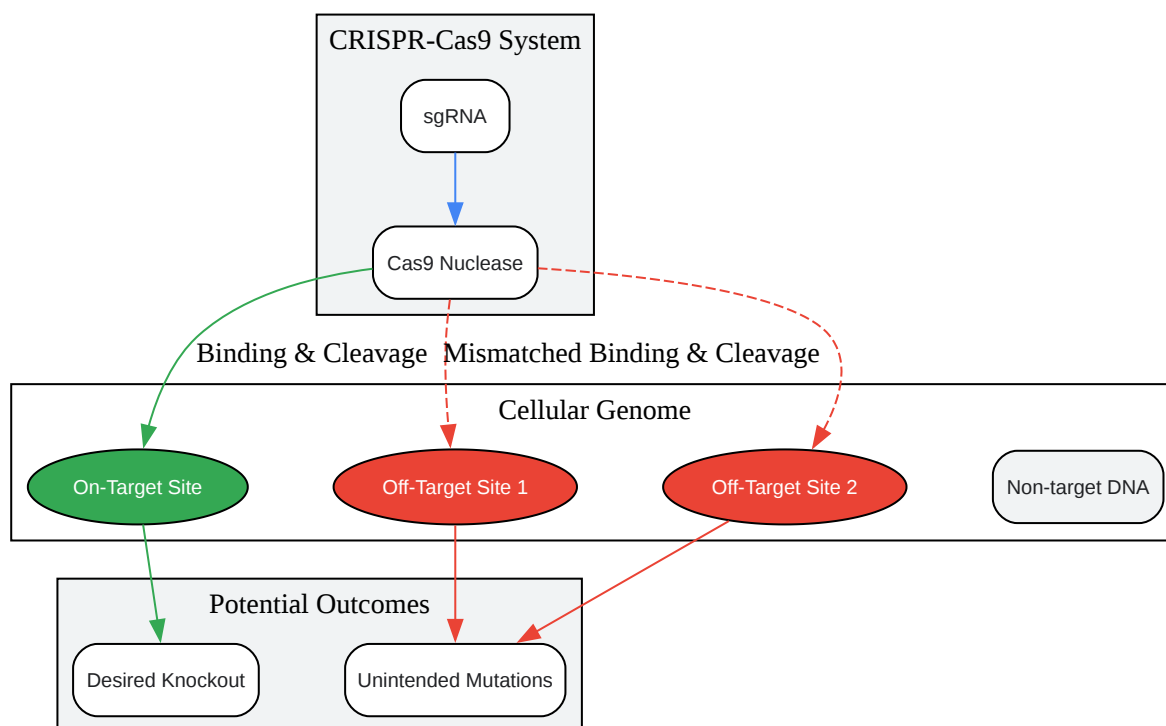 CRISPR-Cas9 System
sgRNA
Cas9 Nuclease
Binding & Cleavage
Mismatched Binding & Cleavage
Cellular Genome
On-Target Site
Off-Target Site 1
Off-Target Site 2
Non-target DNA
Potential Outcomes
Desired Knockout
Unintended Mutations